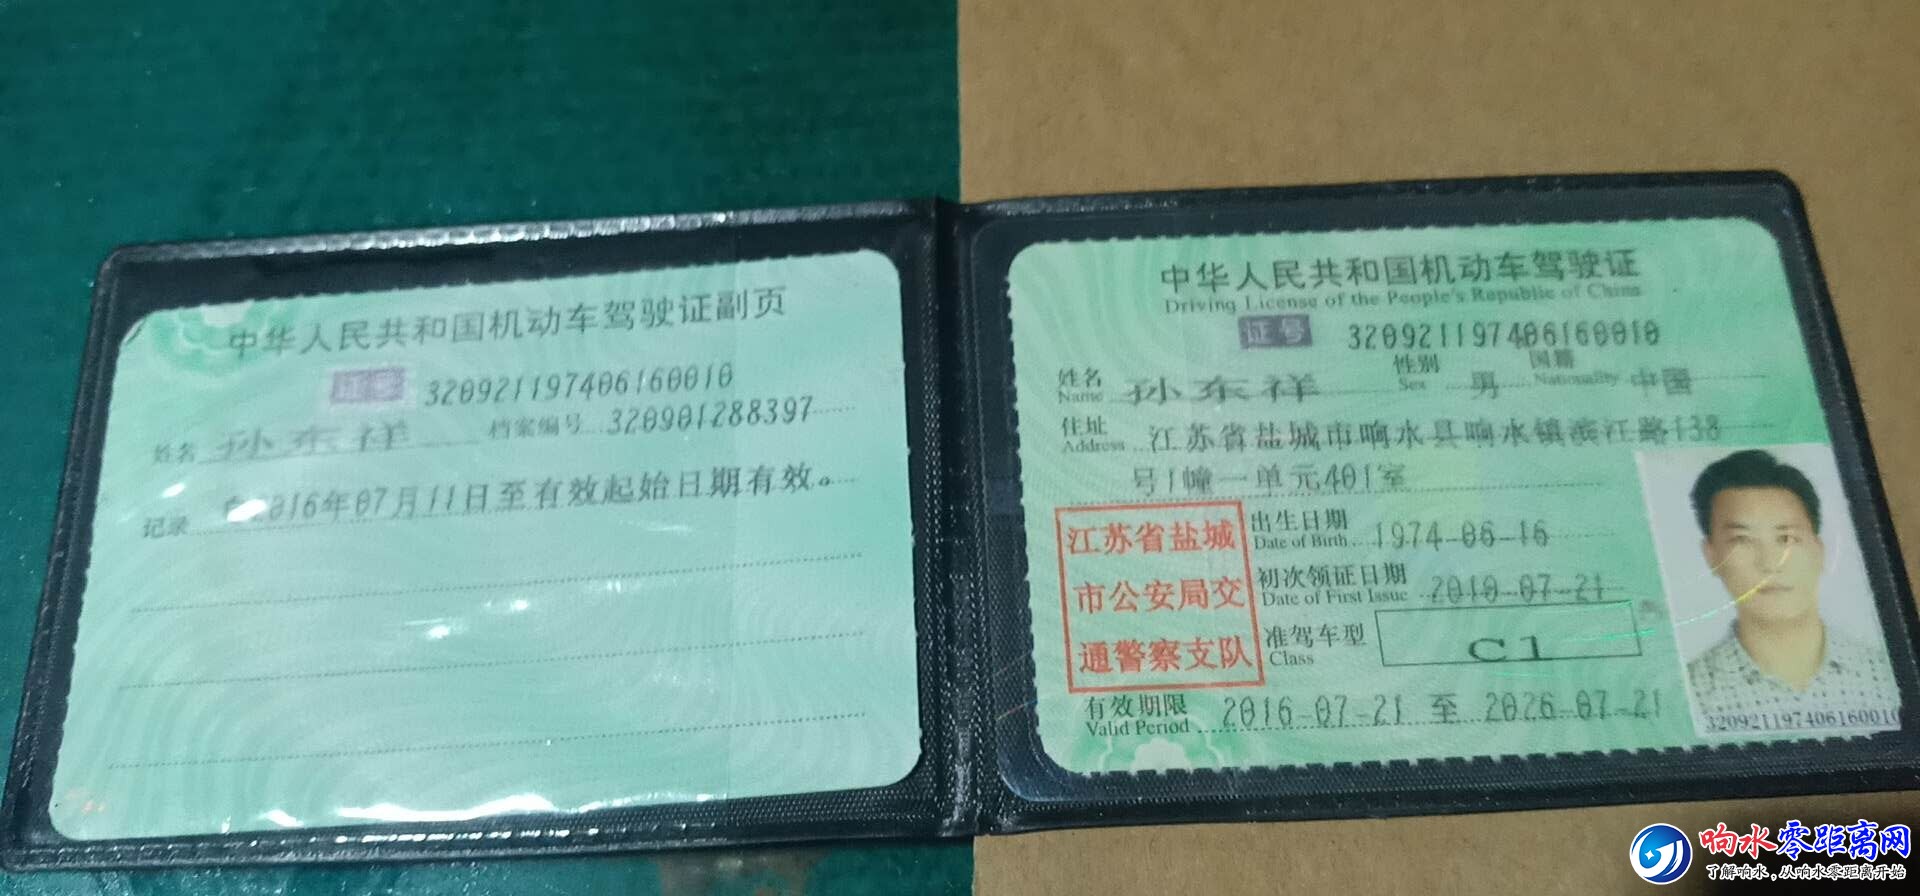 中华人民共和国机动车驾驶证副页
证号 320921197406160010
姓名 孙东祥 档案编号 320901288397
记录 自2016年07月11日至有效起始日期有效。
中华人民共和国机动车驾驶证
Driving License of the People's Republic of China
证号 320921197406160010
姓名 孙东祥 性别 男 国籍 中国
Name Sex Nationality
住址 江苏省盐城市响水县响水镇滨江路138
Address
号1幢一单元401室
江苏省盐城
市公安局交
通警察支队
出生日期 1974-06-16
Date of Birth
初次领证日期 2010-07-21
Date of First Issue
准驾车型 C1
Class
有效期限 2016-07-21 至 2026-07-21
Valid Period
320921197406160010
响水零距离网
了解响水，从响水零距离开始